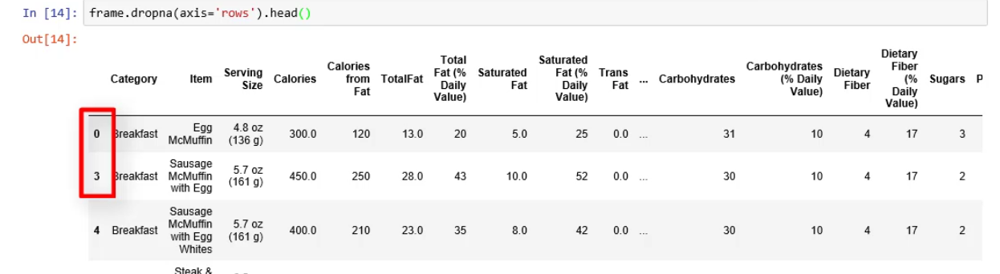 In [14]: frame.dropna(axis='rows').head()
Out[14]:
Category Item Serving Size Calories Calories from Fat TotalFat Total Fat (% Daily Value) Saturated Fat Saturated Fat (% Daily Value) Trans Fat ... Carbohydrates Carbohydrates (% Daily Value) Dietary Fiber Dietary Fiber (% Daily Value) Sugars P
0 Breakfast Egg McMuffin 4.8 oz (136 g) 300.0 120 13.0 20 5.0 25 0.0 ... 31 10 4 17 3
3 Breakfast Sausage McMuffin with Egg 5.7 oz (161 g) 450.0 250 28.0 43 10.0 52 0.0 ... 30 10 4 17 2
4 Breakfast Sausage McMuffin with Egg Whites 5.7 oz (161 g) 400.0 210 23.0 35 8.0 42 0.0 ... 30 10 4 17 2
Steak &